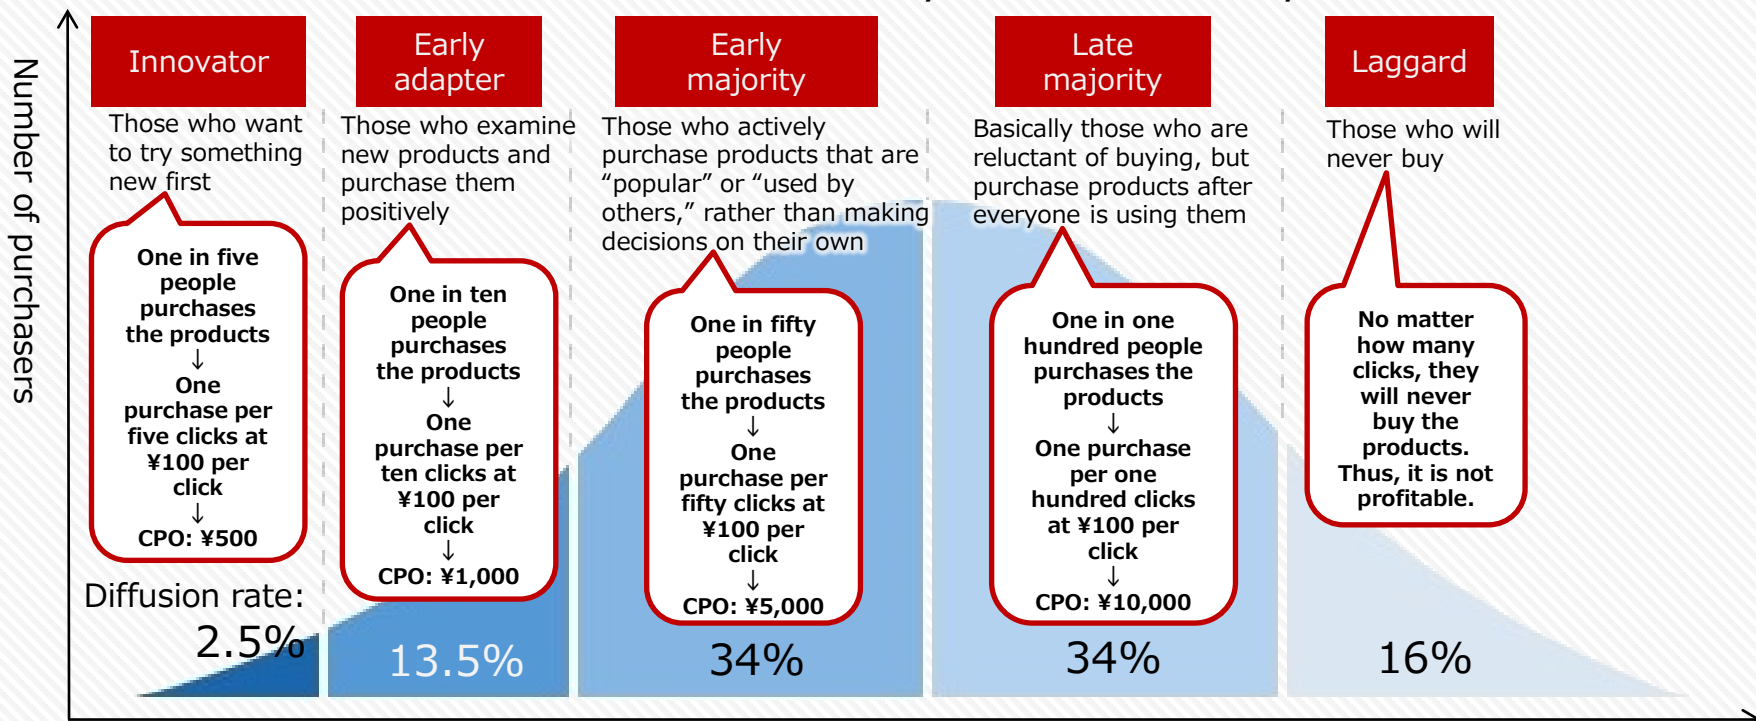 Number of purchasers
Innovator
Those who want
to try something
new first
One in five
people
purchases
the products
↓
One
purchase per
five clicks at
¥100 per
click
↓
CPO: ¥500
Diffusion rate:
2.5%
Early
adapter
Those who examine
new products and
purchase them
positively
One in ten
people
purchases
the products
↓
One
purchase per
ten clicks at
¥100 per
click
↓
CPO: ¥1,000
13.5%
Early
majority
Those who actively
purchase products that are
“popular” or “used by
others,” rather than making
decisions on their own
One in fifty
people
purchases
the products
↓
One
purchase per
fifty clicks at
¥100 per
click
↓
CPO: ¥5,000
34%
Late
majority
Basically those who are
reluctant of buying, but
purchase products after
everyone is using them
One in one
hundred people
purchases the
products
↓
One purchase
per one
hundred clicks
at ¥100 per
click
↓
CPO: ¥10,000
34%
Laggard
Those who will
never buy
No matter
how many
clicks, they
will never
buy the
products.
Thus, it is not
profitable.
16%